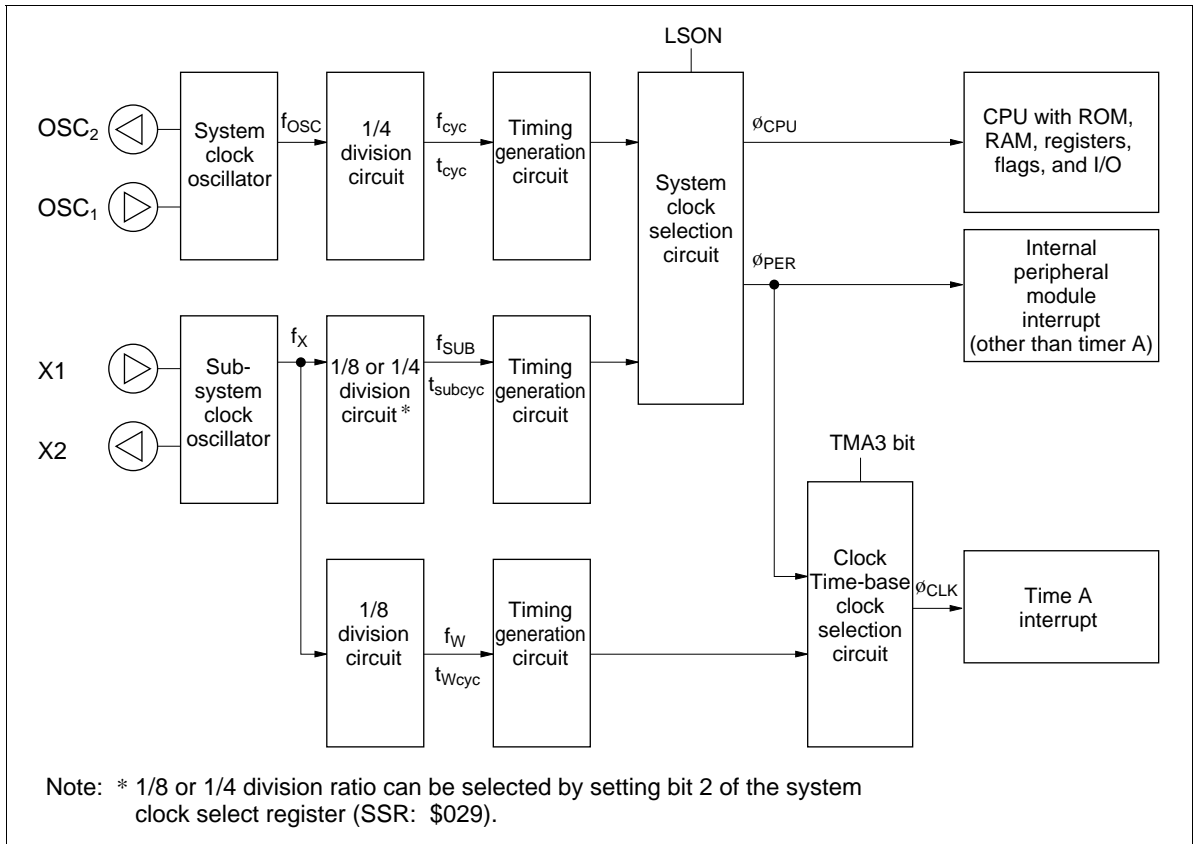 LSON
OSC2
OSC1
System
clock
oscillator
fOSC
1/4
division
circuit
fcyc
tcyc
Timing
generation
circuit
System
clock
selection
circuit
øCPU
øPER
CPU with ROM,
RAM, registers,
flags, and I/O
Internal
peripheral
module
interrupt
(other than timer A)
X1
X2
Sub-
system
clock
oscillator
fX
1/8 or 1/4
division
circuit *
fSUB
tsubcyc
Timing
generation
circuit
TMA3 bit
1/8
division
circuit
fW
tWcyc
Timing
generation
circuit
Clock
Time-base
clock
selection
circuit
øCLK
Time A
interrupt
Note: * 1/8 or 1/4 division ratio can be selected by setting bit 2 of the system
clock select register (SSR: $029).